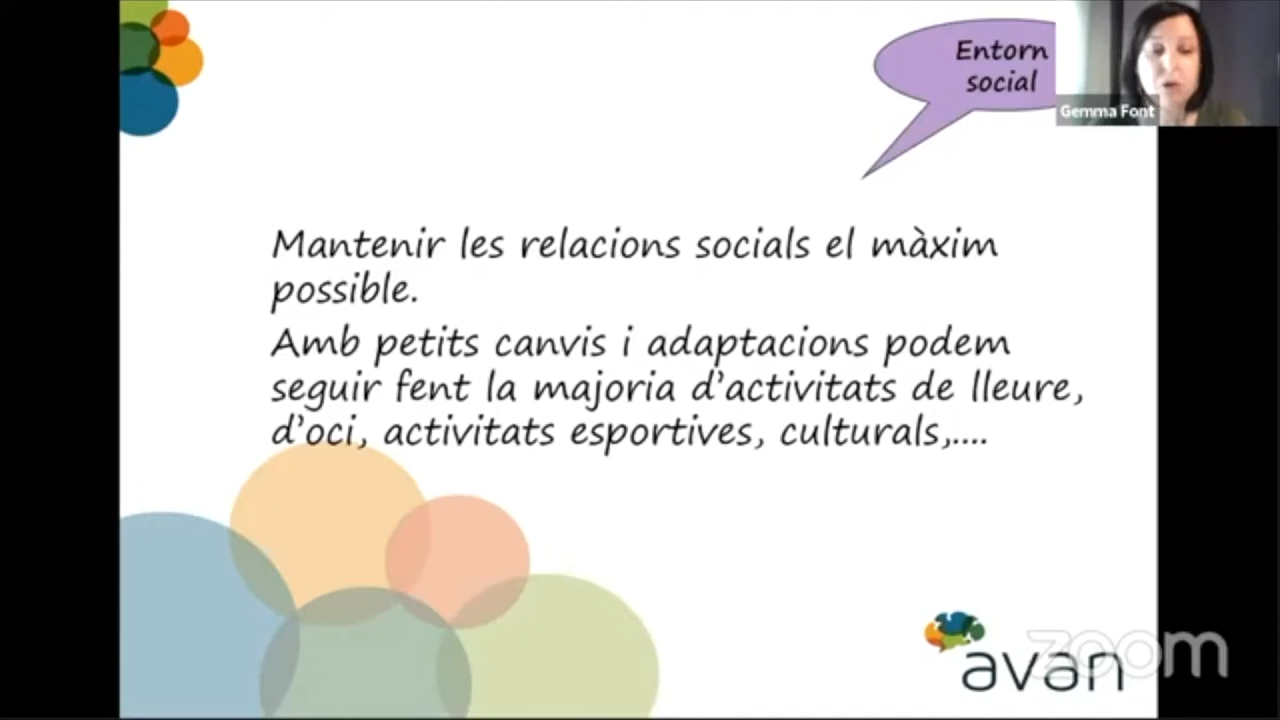 Entorn
social
Gemma Font
Mantenir les relacions socials el màxim
possible.
Amb petits canvis i adaptacions podem
seguir fent la majoria d'activitats de lleure,
d'oci, activitats esportives, culturals,....
avan
zoom